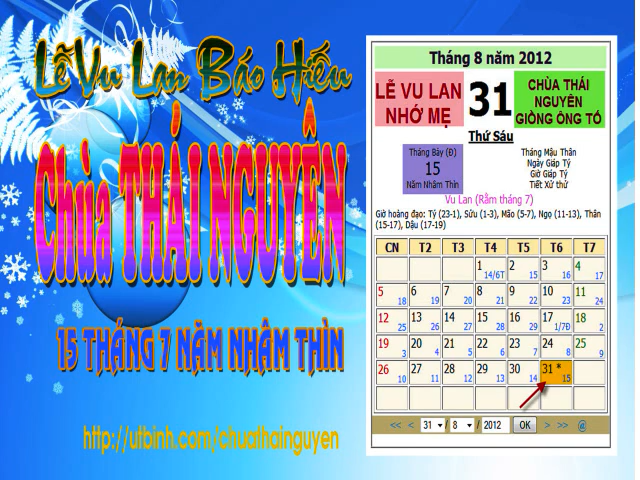 Lễ Vu Lan Báo Hiếu
Chùa THÁI NGUYÊN
15 THÁNG 7 NĂM NHÂM THÌN
http://utbinh.com/chuathainguyen
Tháng 8 năm 2012
LỄ VU LAN
NHỚ MẸ
31
CHÙA THÁI
NGUYÊN
GIỒNG ÔNG TỐ
Thứ Sáu
Tháng Bảy (Đ)
15
Năm Nhâm Thìn
Tháng Mậu Thân
Ngày Giáp Tý
Giờ Giáp Tý
Tiết Xử thử
Vu Lan (Rằm tháng 7)
Giờ hoàng đạo: Tý (23-1), Sửu (1-3), Mão (5-7), Ngọ (11-13), Thân
(15-17), Dậu (17-19)
CN T2 T3 T4 T5 T6 T7
1 14/6T 2 15 3 16 4 17
5 18 6 19 7 20 8 21 9 22 10 23 11 24
12 25 13 26 14 27 15 28 16 29 17 1/7Đ 18 2
19 3 20 4 21 5 22 6 23 7 24 8 25 9
26 10 27 11 28 12 29 13 30 14 31 * 15
<< < 31 / 8 / 2012 OK > >> @